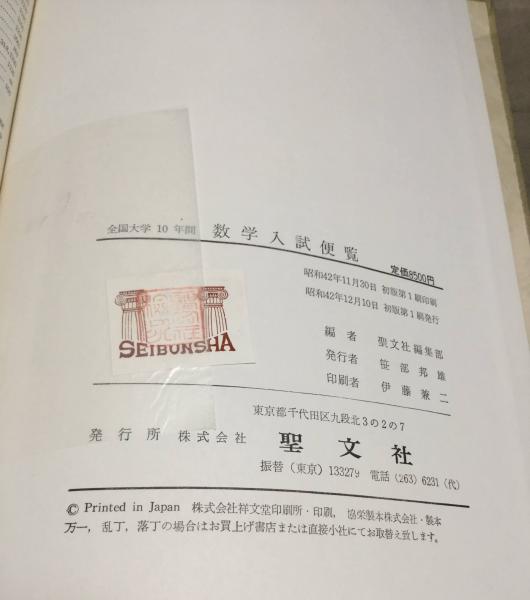 全国大学 10 年間 数学入試便覧 定価8500円
昭和42年11月30日 初版第1刷印刷
昭和42年12月10日 初版第1刷発行
SEIBUNSHA
編者 聖文社編集部
発行者 笹部邦雄
印刷者 伊藤兼二
東京都千代田区九段北3の2の7
発行所 株式会社 聖文社
振替(東京)133279 電話(263)6231(代)
© Printed in Japan 株式会社祥文堂印刷所・印刷, 協栄製本株式会社・製本
万一, 乱丁, 落丁の場合はお買上げ書店または直接小社にてお取替え致します。